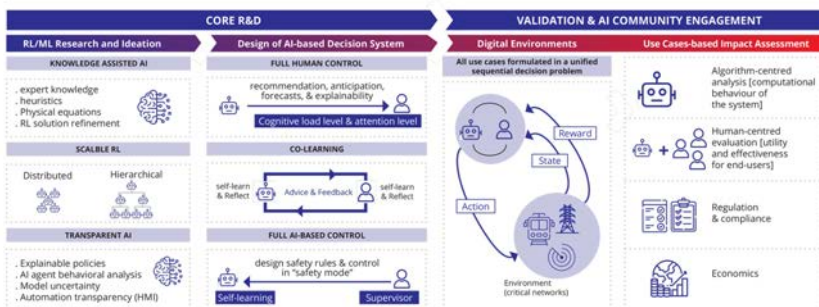 CORE R&D
VALIDATION & AI COMMUNITY ENGAGEMENT
RL/ML Research and Ideation
Design of AI-based Decision System
Digital Environments
Use Cases-based Impact Assessment
KNOWLEDGE ASSISTED AI
. expert knowledge
. heuristics
. Physical equations
. RL solution refinement
SCALBLE RL
Distributed
Hierarchical
TRANSPARENT AI
. Explainable policies
. AI agent behavioral analysis
. Model uncertainty
. Automation transparency (HMI)
FULL HUMAN CONTROL
recommendation, anticipation,
forecasts, & explainability
Cognitive load level & attention level
CO-LEARNING
self-learn
& Reflect
Advice & Feedback
self-learn
& Reflect
FULL AI-BASED CONTROL
design safety rules & control
in "safety mode"
Self-learning
Supervisor
All use cases formulated in a unified
sequential decision problem
Reward
State
Action
Environment
(critical networks)
Algorithm-centred
analysis [computational
behaviour of
the system]
Human-centred
evaluation [utility
and effectiveness
for end-users]
Regulation
& compliance
Economics